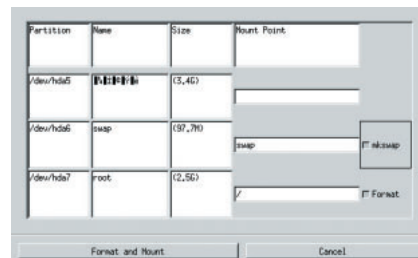 Partition Name Size Mount Point
/dev/hda5 (3.4G)
/dev/hda6 swap (97.7M) swap mkswap
/dev/hda7 root (2.5G) / Format
Format and Mount Cancel